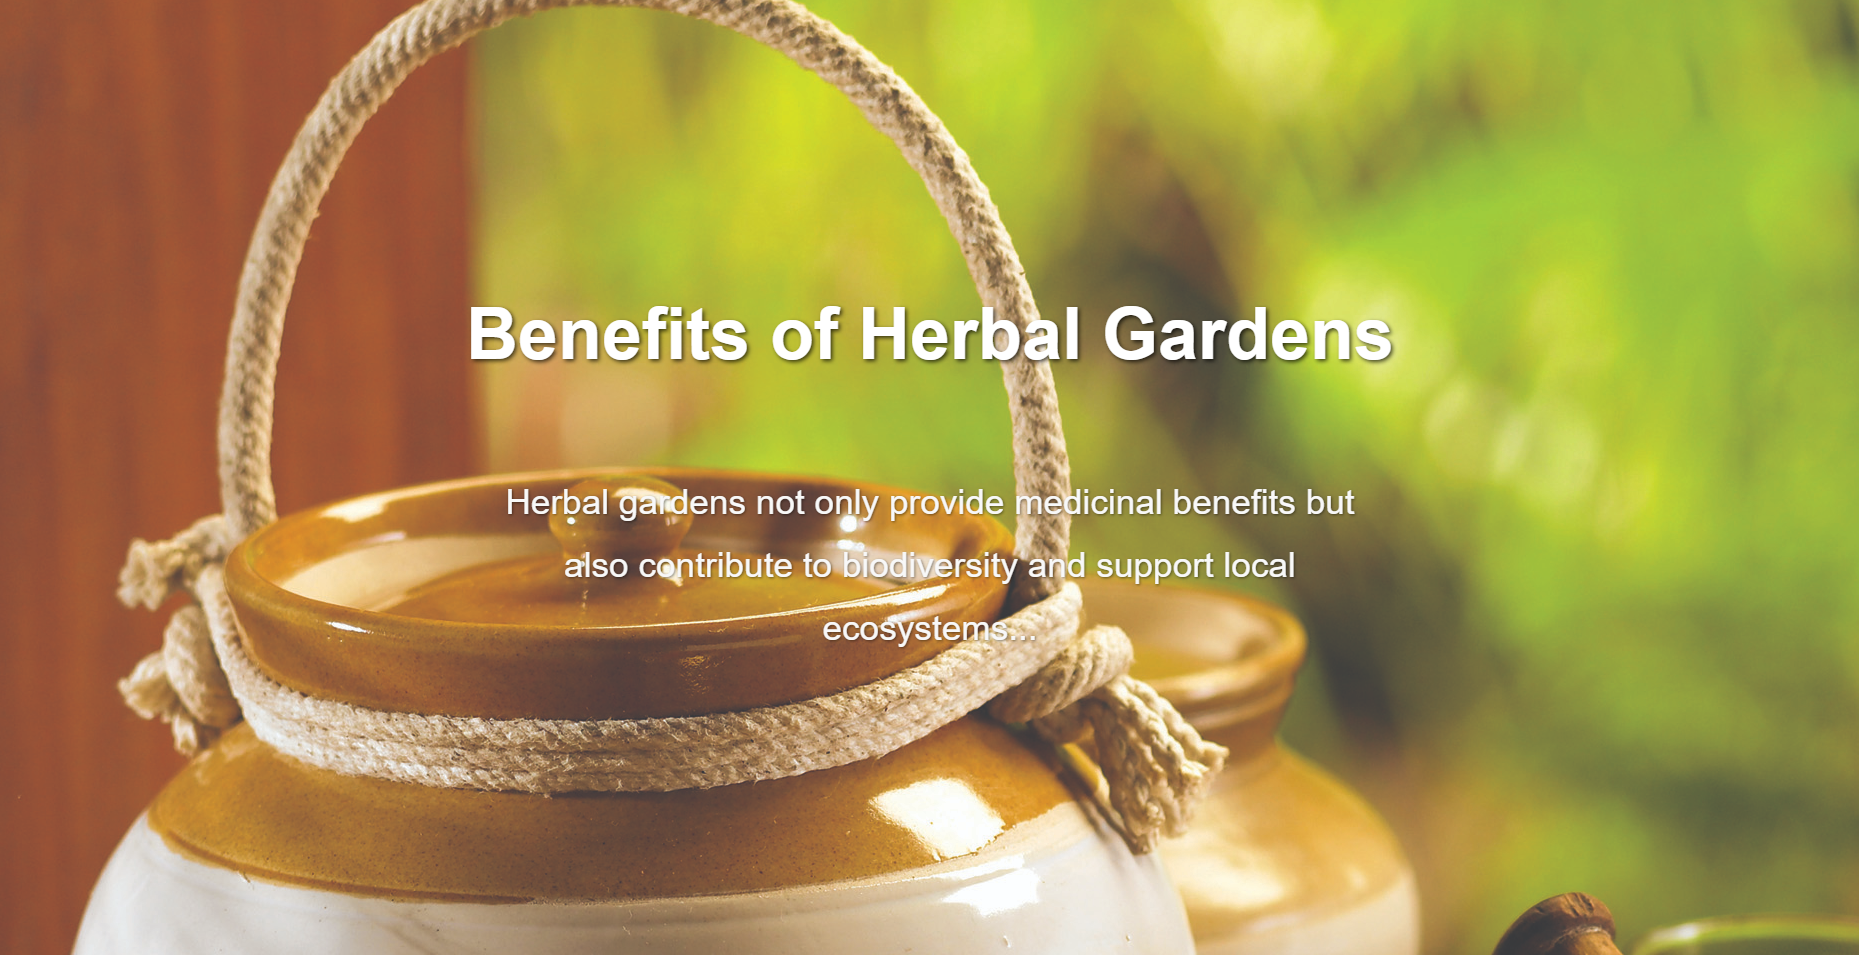 Benefits of Herbal Gardens
Herbal gardens not only provide medicinal benefits but
also contribute to biodiversity and support local
ecosystems...